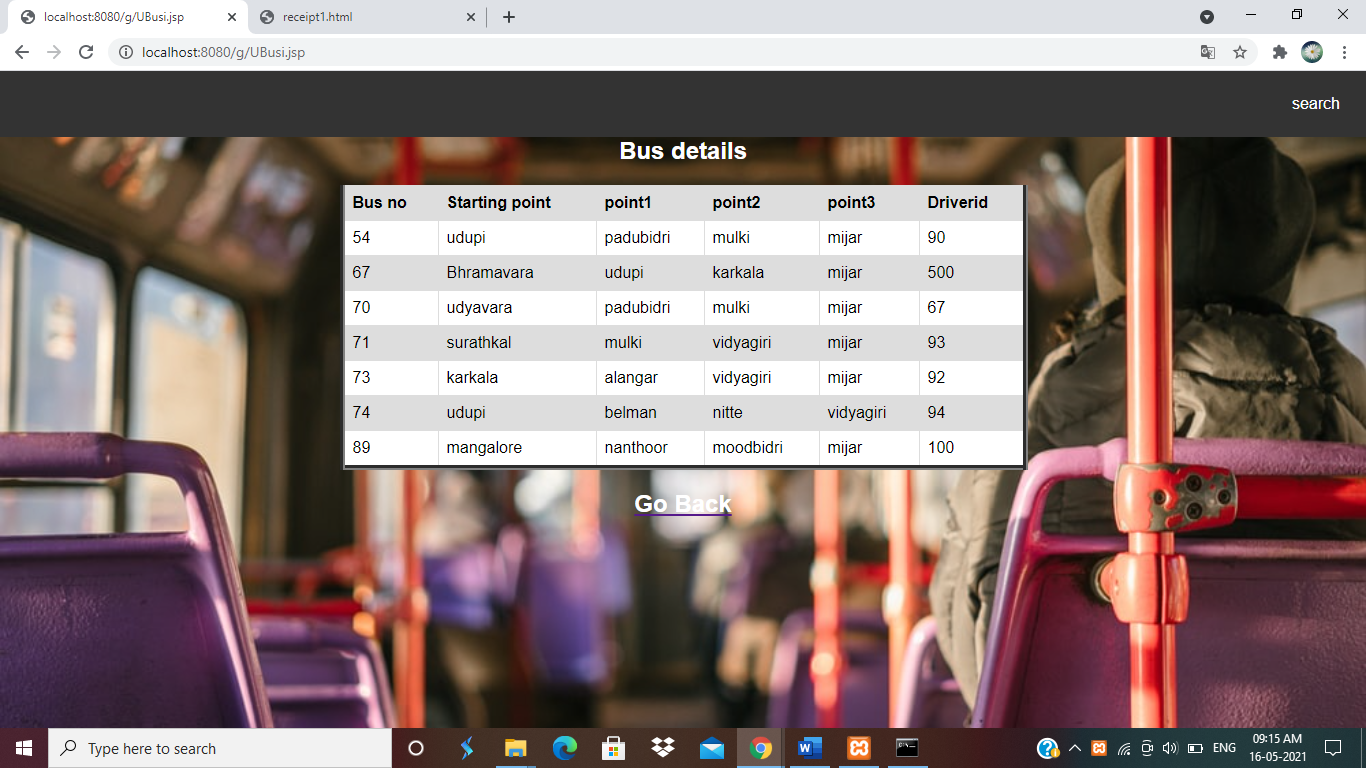 localhost:8080/g/UBusi.jsp
receipt1.html
localhost:8080/g/UBusi.jsp
search
Bus details
Bus no Starting point point1 point2 point3 Driverid
54 udupi padubidri mulki mijar 90
67 Bhramavara udupi karkala mijar 500
70 udyavara padubidri mulki mijar 67
71 surathkal mulki vidyagiri mijar 93
73 karkala alangar vidyagiri mijar 92
74 udupi belman nitte vidyagiri 94
89 mangalore nanthoor moodbidri mijar 100
Go Back
Type here to search
ENG
09:15 AM
16-05-2021